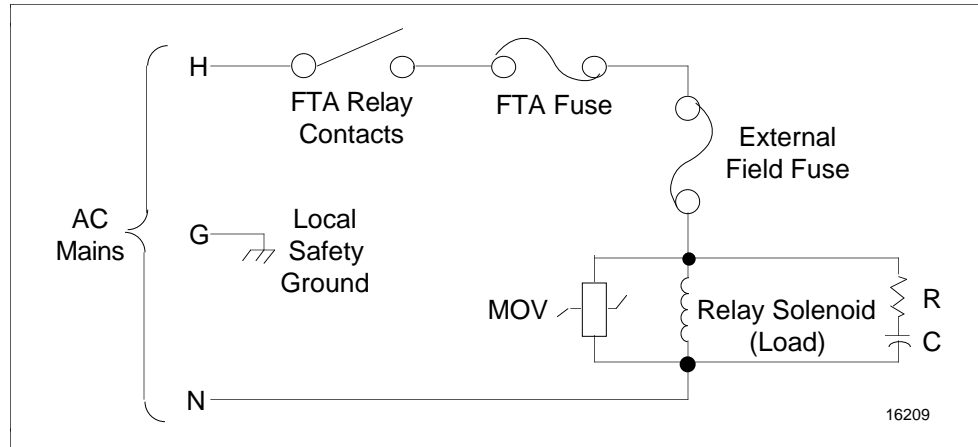 H
FTA Relay
Contacts
FTA Fuse
External
Field Fuse
AC
Mains
G
Local
Safety
Ground
MOV
Relay Solenoid
(Load)
R
C
N
16209